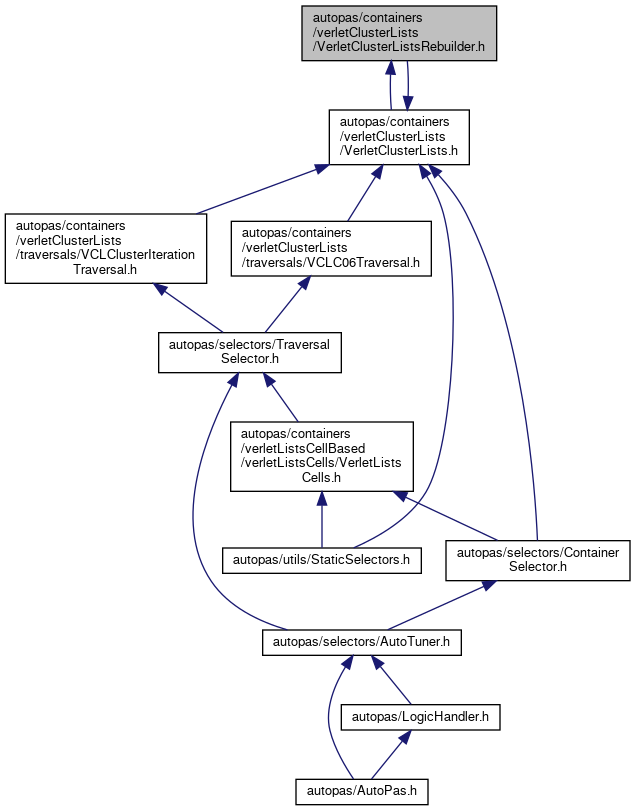 autopas/containers
/verletClusterLists
/VerletClusterListsRebuilder.h
autopas/containers
/verletClusterLists
/VerletClusterLists.h
autopas/containers
/verletClusterLists
/traversals/VCLClusterIteration
Traversal.h
autopas/containers
/verletClusterLists
/traversals/VCLC06Traversal.h
autopas/selectors/Traversal
Selector.h
autopas/containers
/verletListsCellBased
/verletListsCells/VerletLists
Cells.h
autopas/utils/StaticSelectors.h
autopas/selectors/Container
Selector.h
autopas/selectors/AutoTuner.h
autopas/LogicHandler.h
autopas/AutoPas.h